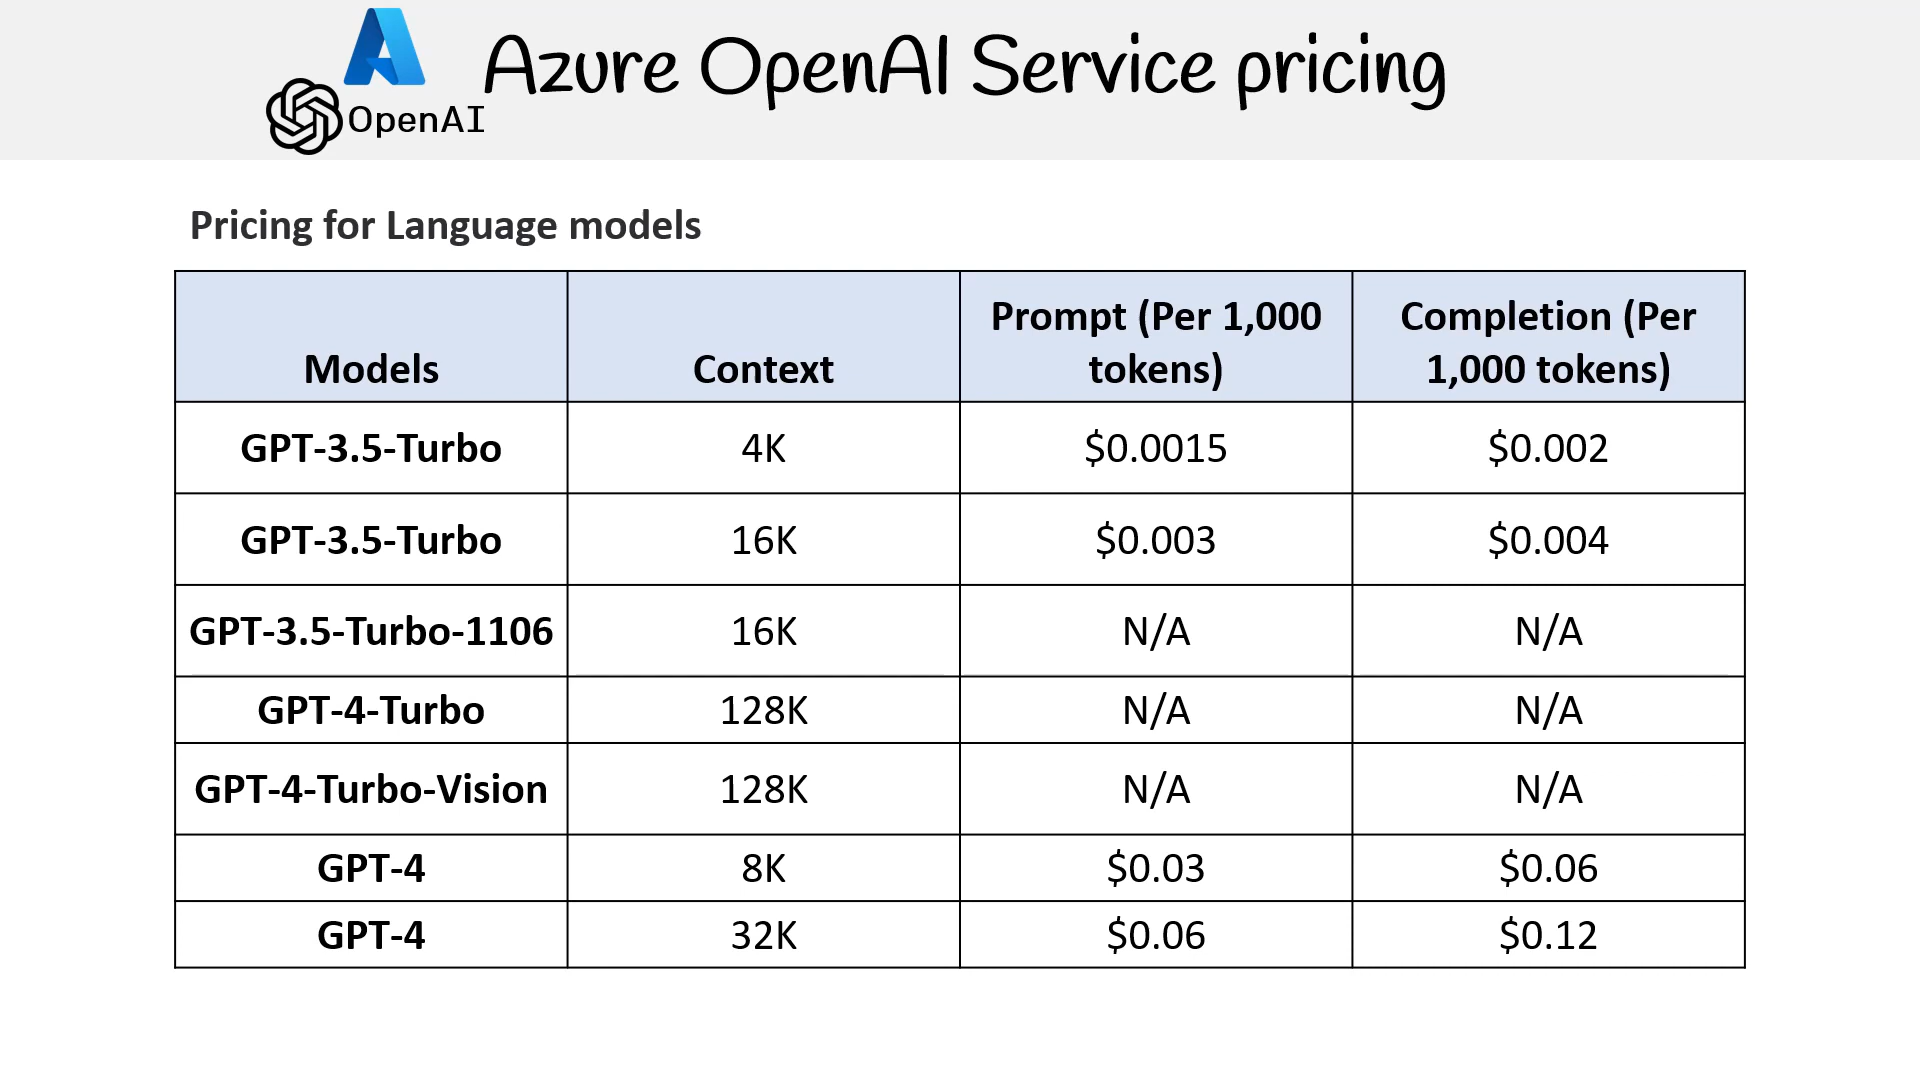 Azure OpenAI Service pricing
OpenAI
Pricing for Language models
Models Context Prompt (Per 1,000 tokens) Completion (Per 1,000 tokens)
GPT-3.5-Turbo 4K $0.0015 $0.002
GPT-3.5-Turbo 16K $0.003 $0.004
GPT-3.5-Turbo-1106 16K N/A N/A
GPT-4-Turbo 128K N/A N/A
GPT-4-Turbo-Vision 128K N/A N/A
GPT-4 8K $0.03 $0.06
GPT-4 32K $0.06 $0.12